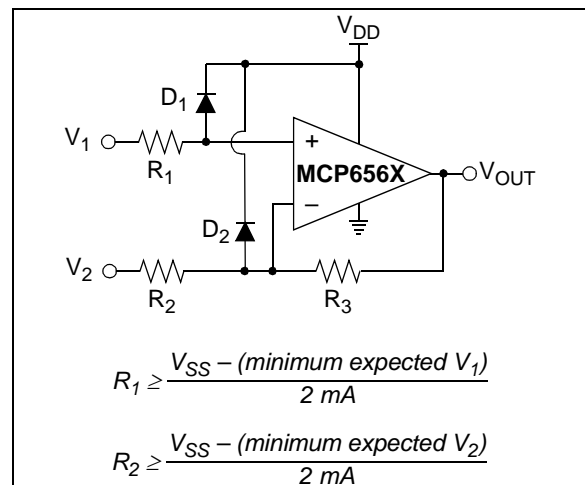 V_DD
D_1
V_1
R_1
+
MCP656X
–
V_OUT
D_2
V_2
R_2
R_3
R_1 ≥ V_SS – (minimum expected V_1) / 2 mA
R_2 ≥ V_SS – (minimum expected V_2) / 2 mA